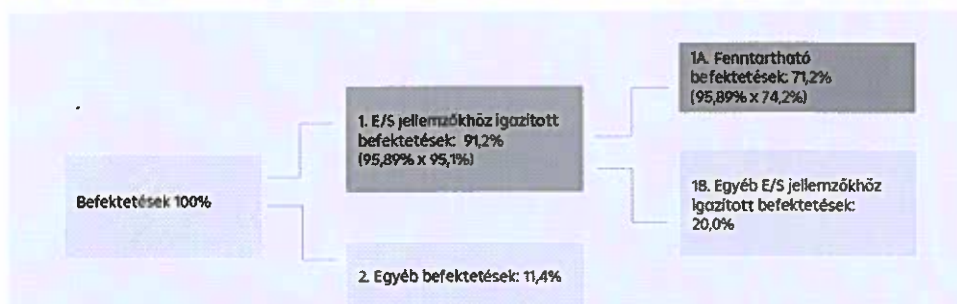 Befektetések 100%
1. E/S jellemzőkhöz igazított
befektetések: 91,2%
(95,89% x 95,1%)
2. Egyéb befektetések: 11,4%
1A. Fenntartható
befektetések: 71,2%
(95,89% x 74,2%)
1B. Egyéb E/S jellemzőkhöz
igazított befektetések:
20,0%